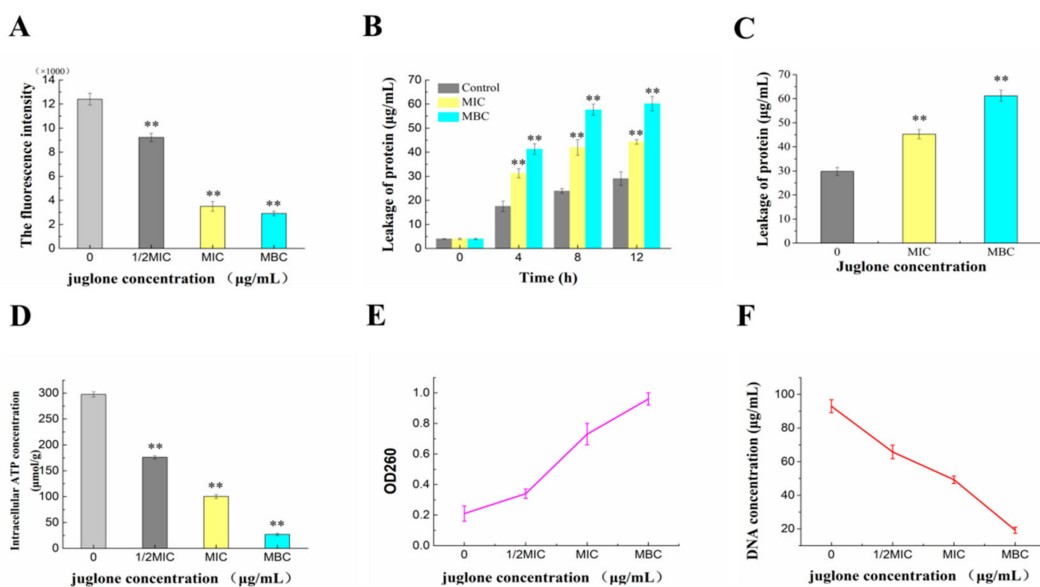 A
（×1000）
The fluorescence intensity
14
12
10
8
6
4
2
0
**
**
**
0 1/2MIC MIC MBC
juglone concentration （μg/mL）
B
Leakage of protein (μg/mL)
70
60
50
40
30
20
10
0
Control
MIC
MBC
**
**
**
**
**
**
0 4 8 12
Time (h)
C
Leakage of protein (μg/mL)
70
60
50
40
30
20
10
0
**
**
0 MIC MBC
Juglone concentration
D
Intracellular ATP concentration
(μmol/g)
300
250
200
150
100
50
25
0
**
**
**
0 1/2MIC MIC MBC
juglone concentration （μg/mL）
E
OD260
1.0
0.8
0.6
0.4
0.2
0.0
0 1/2MIC MIC MBC
juglone concentration （μg/mL）
F
DNA concentration (μg/mL)
100
80
60
40
20
0 1/2MIC MIC MBC
juglone concentration （μg/mL）